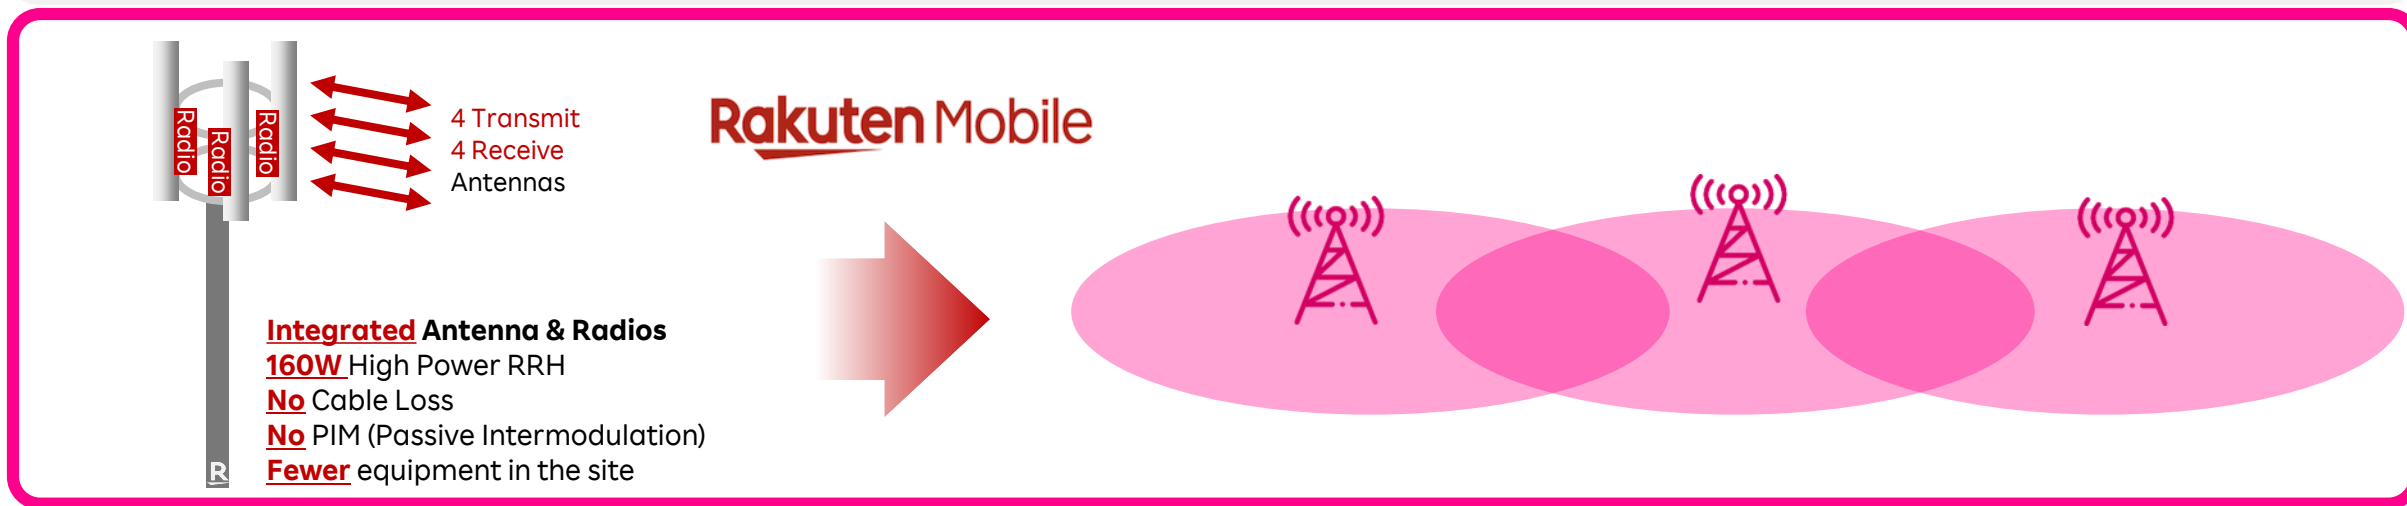 Radio
Radio
Radio
4 Transmit
4 Receive
Antennas
Rakuten Mobile
Integrated Antenna & Radios
160W High Power RRH
No Cable Loss
No PIM (Passive Intermodulation)
Fewer equipment in the site
R